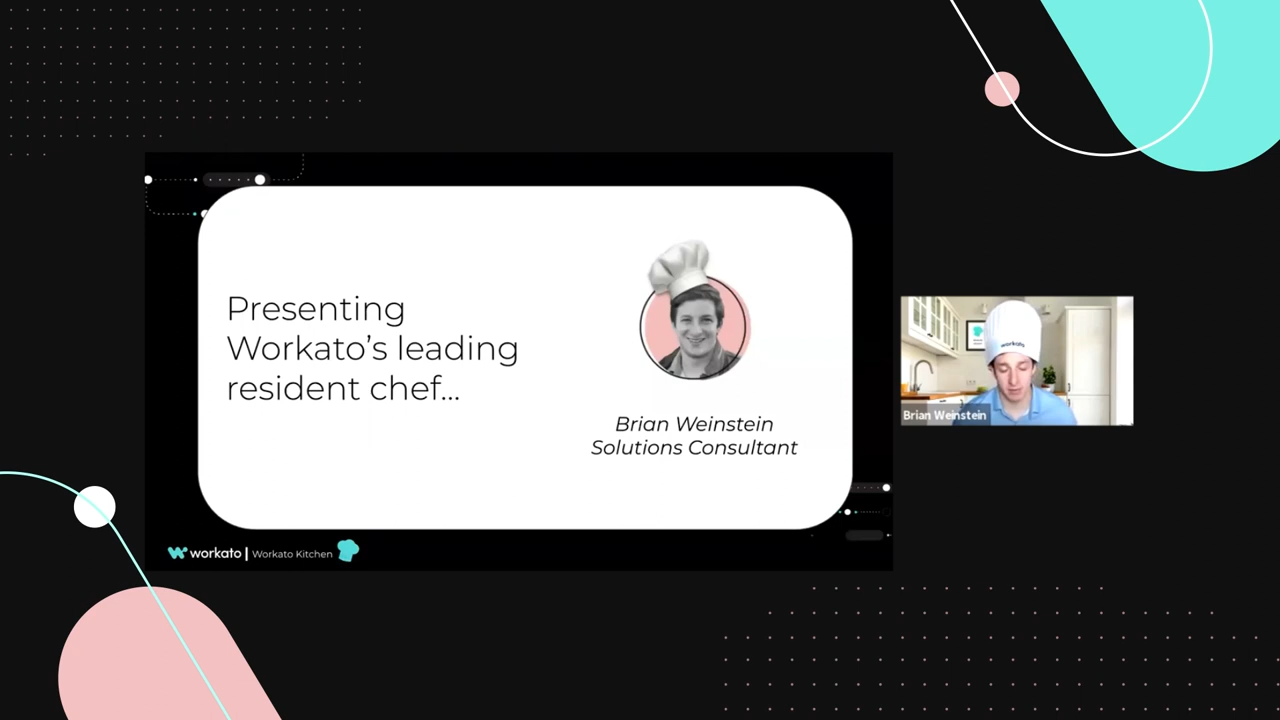 Presenting
Workato’s leading
resident chef...
Brian Weinstein
Solutions Consultant
workato
Brian Weinstein
workato | Workato Kitchen